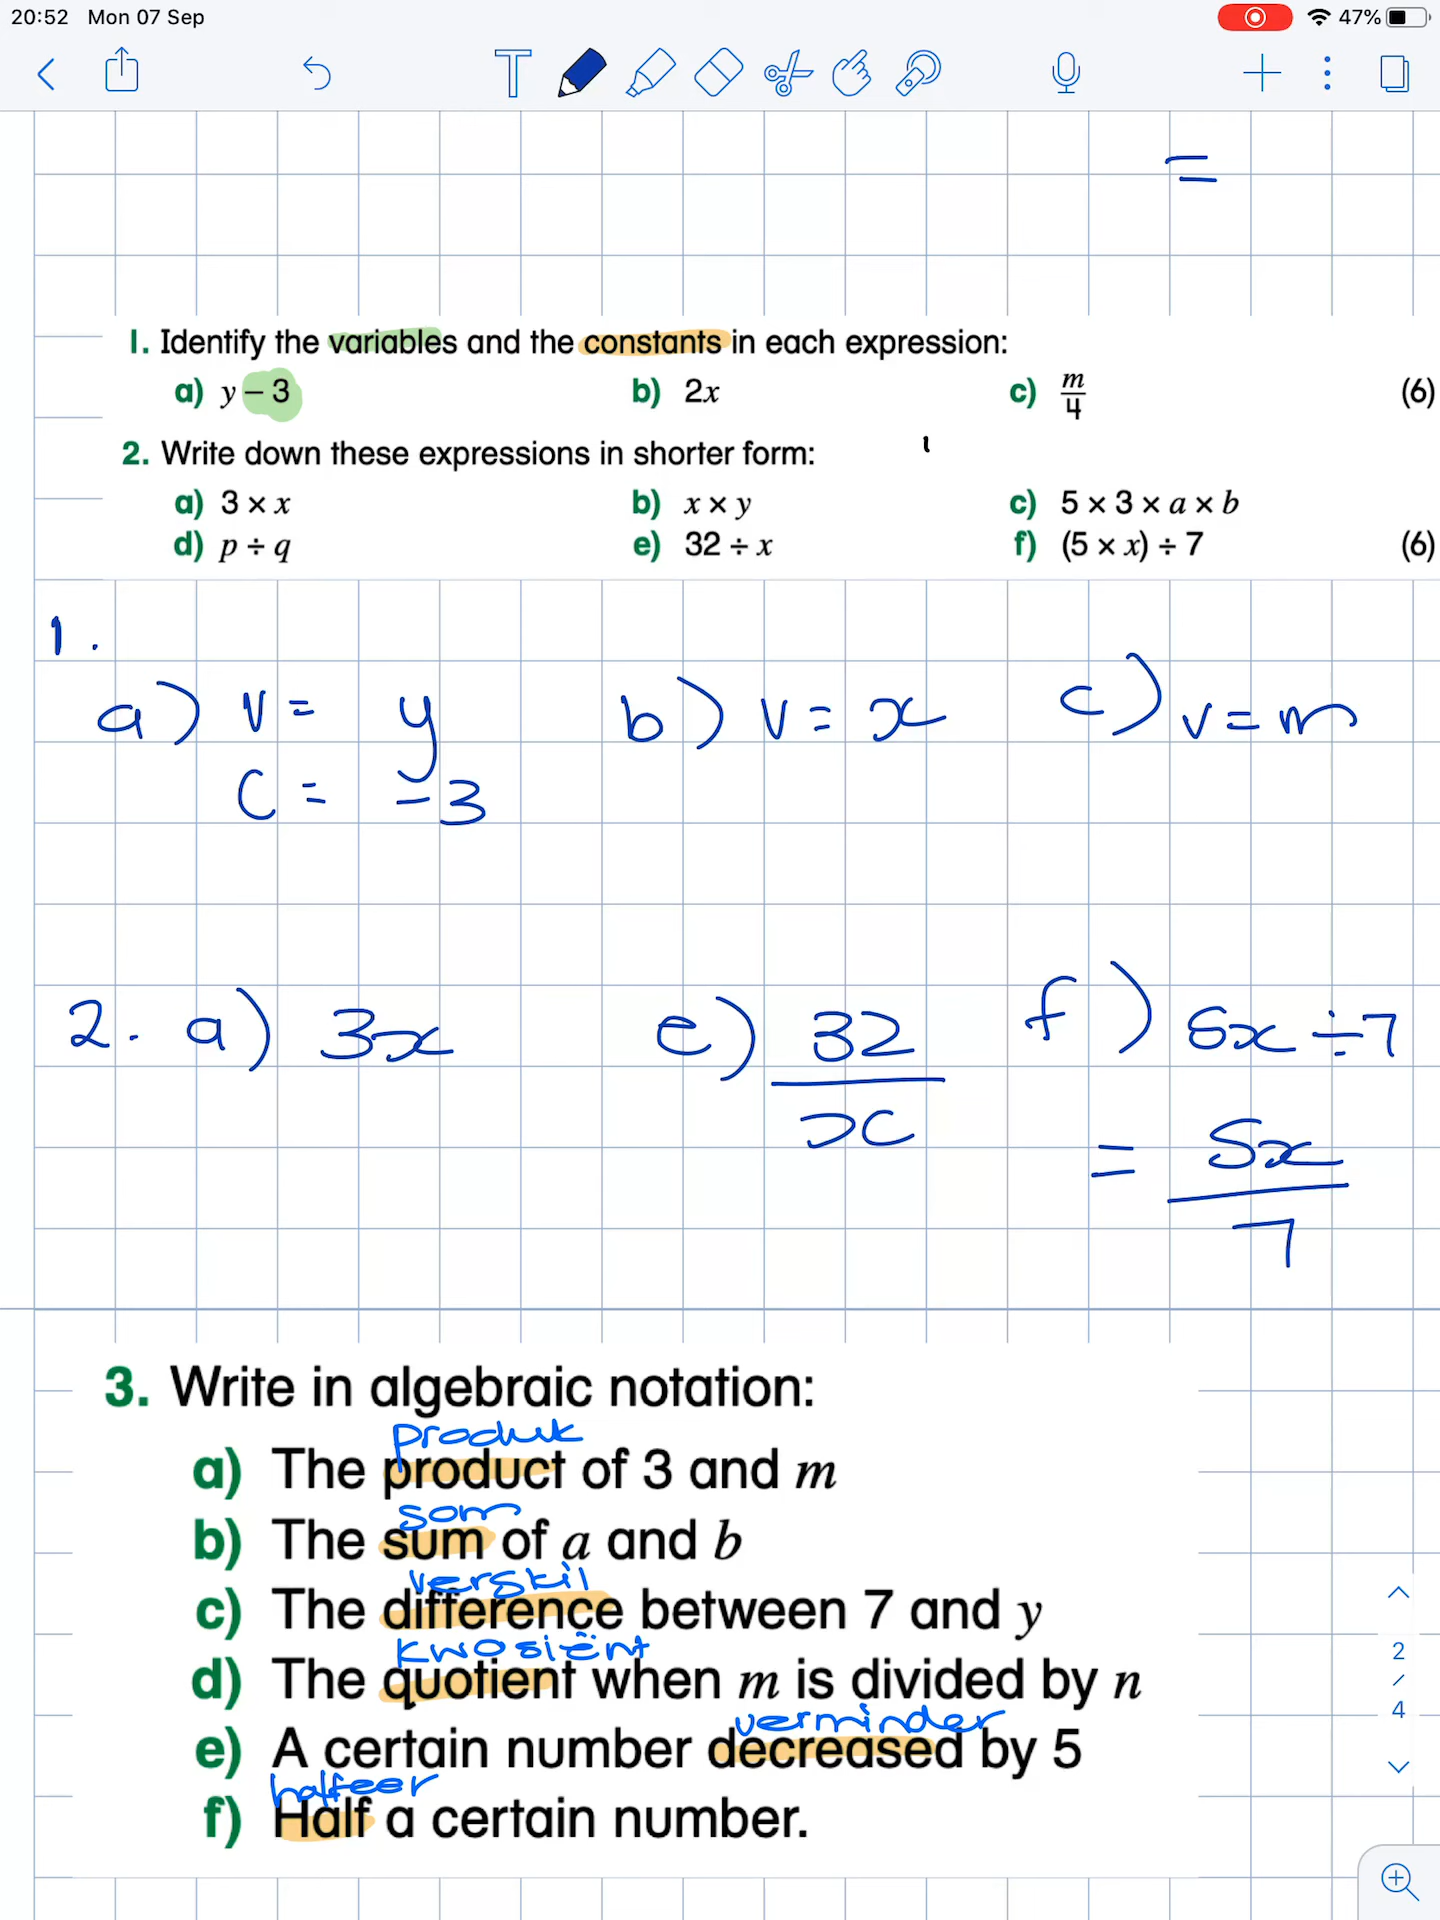 20:52 Mon 07 Sep 47%
T
=
1. Identify the variables and the constants in each expression:
a) y – 3 b) 2x c) m/4 (6)
2. Write down these expressions in shorter form:
a) 3 × x b) x × y c) 5 × 3 × a × b
d) p ÷ q e) 32 ÷ x f) (5 × x) ÷ 7 (6)
1.
a) v = y b) v = x c) v = m
c = -3
2. a) 3x e) 32/x f) 5x ÷ 7
= 5x/7
3. Write in algebraic notation:
produk
a) The product of 3 and m
som
b) The sum of a and b
verskil
c) The difference between 7 and y
kwosiënt
d) The quotient when m is divided by n
verminder
e) A certain number decreased by 5
halfeer
f) Half a certain number.
2
/
4